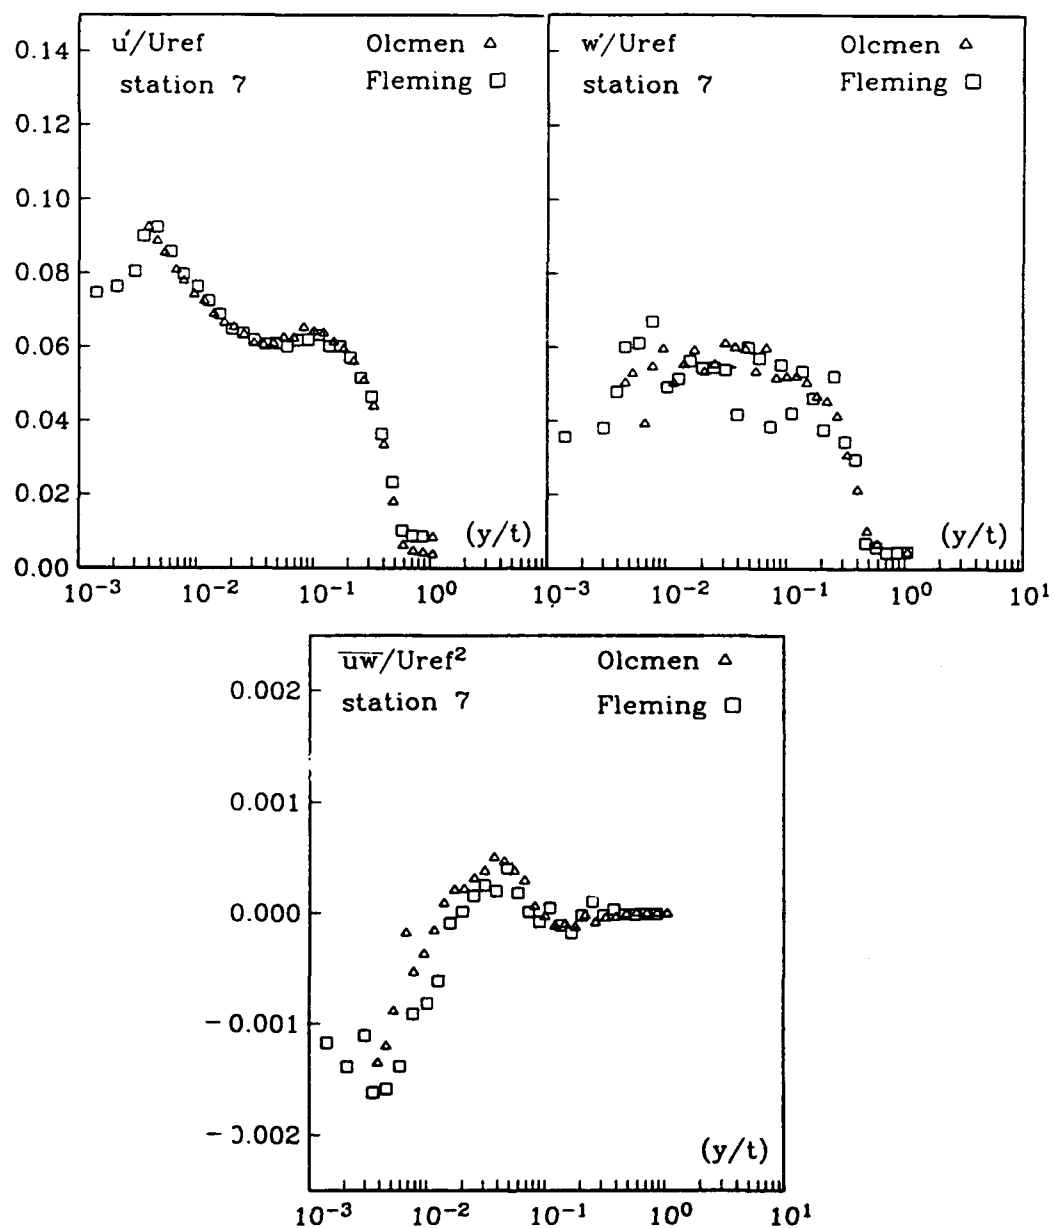 u′/Uref Olcmen △
station 7 Fleming □
w′/Uref Olcmen △
station 7 Fleming □
0.14
0.12
0.10
0.08
0.06
0.04
0.02
0.00
(y/t)
(y/t)
10⁻³ 10⁻² 10⁻¹ 10⁰
10⁻³ 10⁻² 10⁻¹ 10⁰ 10¹
u̅w̅/Uref² Olcmen △
station 7 Fleming □
0.002
0.001
0.000
−0.001
−0.002
(y/t)
10⁻³ 10⁻² 10⁻¹ 10⁰ 10¹